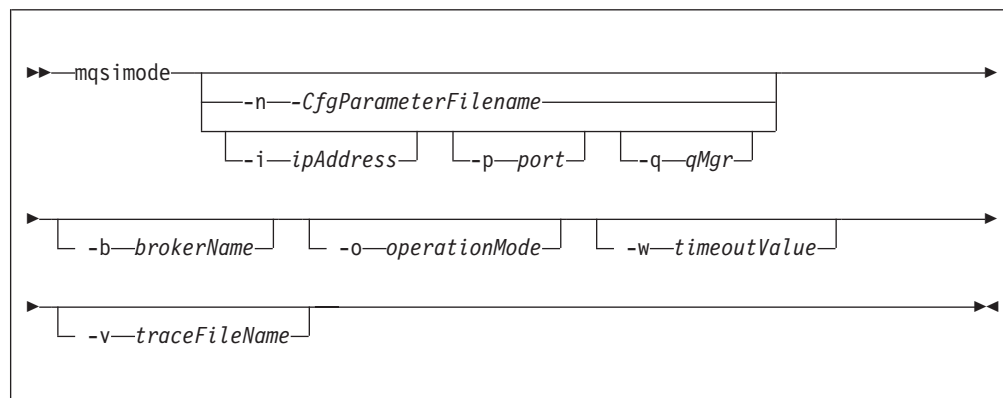 mqsimode
-n -CfgParameterFilename
-i ipAddress -p port -q qMgr
-b brokerName -o operationMode -w timeoutValue
-v traceFileName